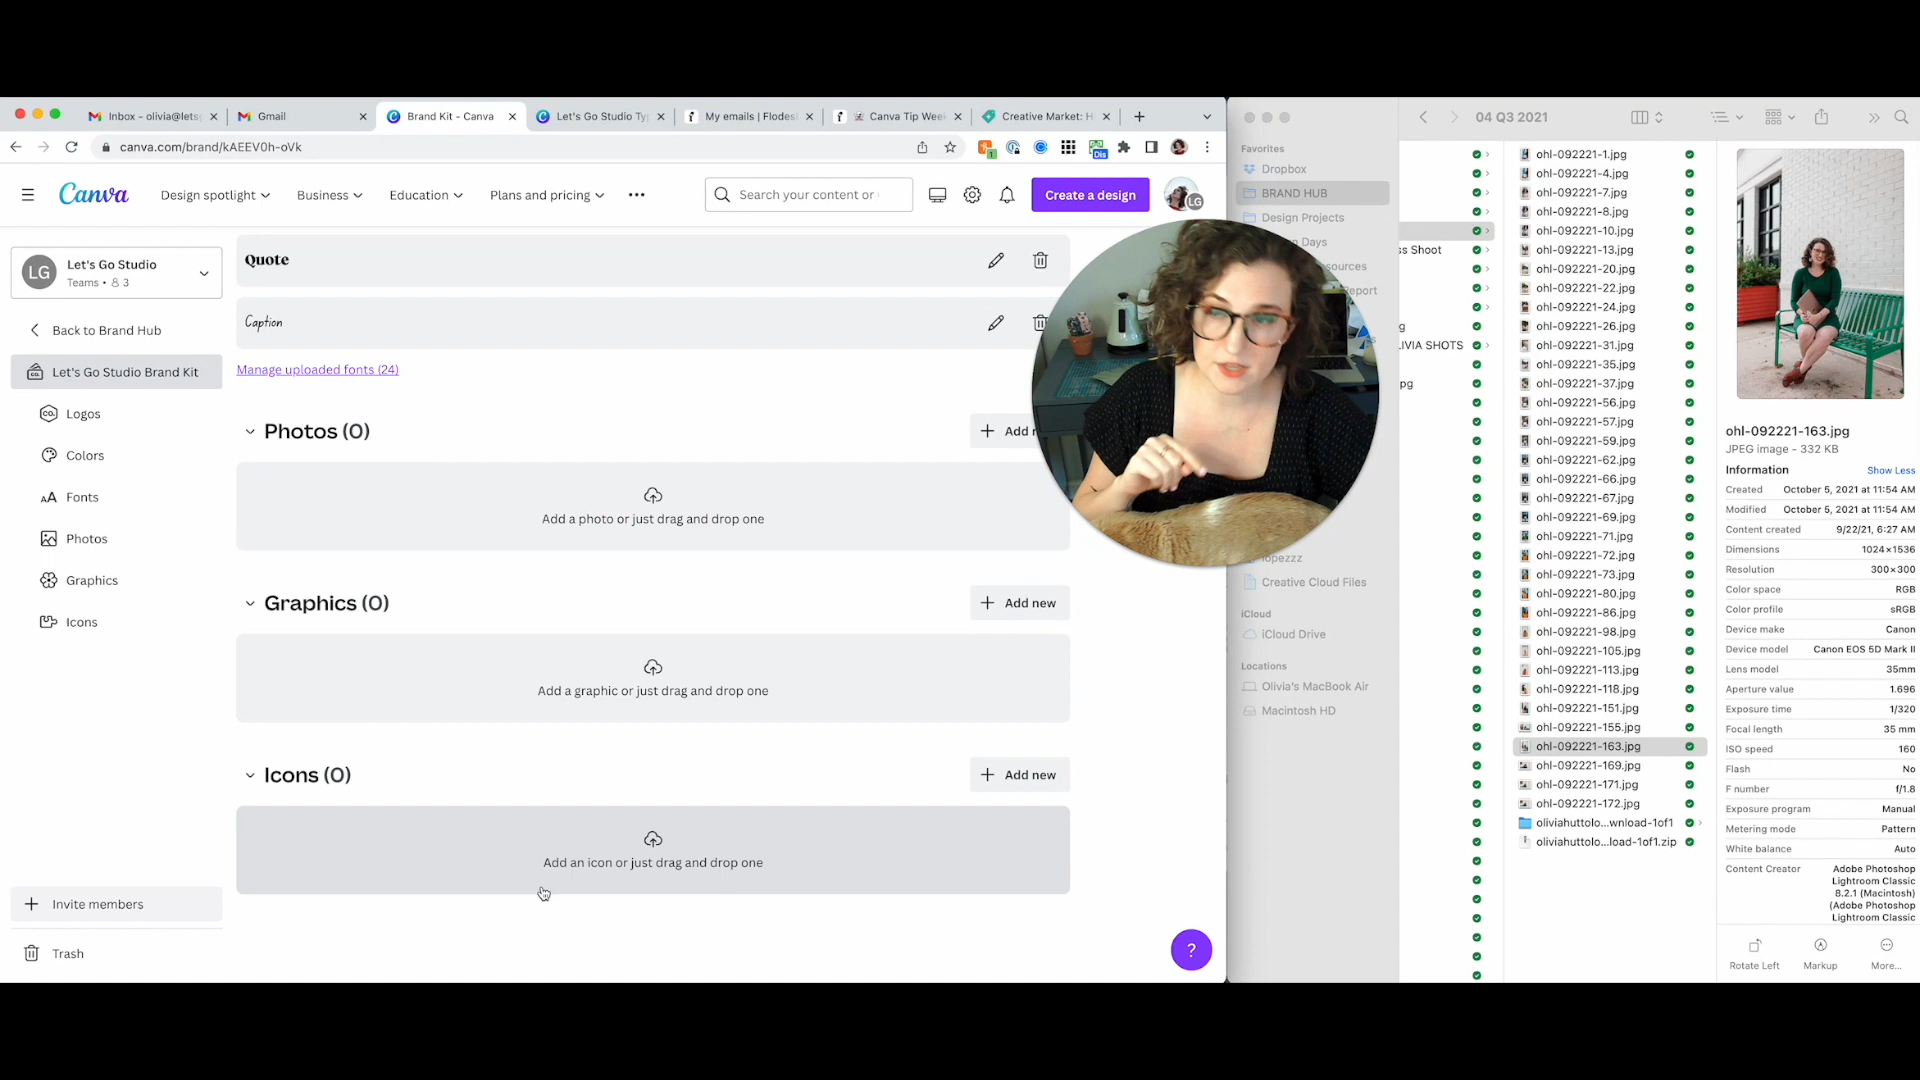 Inbox - olivia@lets
Gmail
Brand Kit - Canva
Let's Go Studio Ty
My emails | Flodes
Canva Tip Week
Creative Market: H
canva.com/brand/kAEEV0h-oVk
Canva
Design spotlight
Business
Education
Plans and pricing
Search your content or
Create a design
LG
LG
Let's Go Studio
Teams • 3
Back to Brand Hub
Let's Go Studio Brand Kit
Logos
Colors
Fonts
Photos
Graphics
Icons
Invite members
Trash
Quote
Caption
Manage uploaded fonts (24)
Photos (0)
Add
Add a photo or just drag and drop one
Graphics (0)
Add new
Add a graphic or just drag and drop one
Icons (0)
Add new
Add an icon or just drag and drop one
?
04 Q3 2021
Favorites
Dropbox
BRAND HUB
Design Projects
Days
Creative Cloud Files
iCloud
iCloud Drive
Locations
Olivia's MacBook Air
Macintosh HD
Shoot
SHOTS
ohl-092221-1.jpg
ohl-092221-4.jpg
ohl-092221-7.jpg
ohl-092221-8.jpg
ohl-092221-10.jpg
ohl-092221-13.jpg
ohl-092221-20.jpg
ohl-092221-22.jpg
ohl-092221-24.jpg
ohl-092221-26.jpg
ohl-092221-31.jpg
ohl-092221-35.jpg
ohl-092221-37.jpg
ohl-092221-56.jpg
ohl-092221-57.jpg
ohl-092221-59.jpg
ohl-092221-62.jpg
ohl-092221-66.jpg
ohl-092221-67.jpg
ohl-092221-69.jpg
ohl-092221-71.jpg
ohl-092221-72.jpg
ohl-092221-73.jpg
ohl-092221-80.jpg
ohl-092221-86.jpg
ohl-092221-98.jpg
ohl-092221-105.jpg
ohl-092221-113.jpg
ohl-092221-118.jpg
ohl-092221-151.jpg
ohl-092221-155.jpg
ohl-092221-163.jpg
ohl-092221-169.jpg
ohl-092221-171.jpg
ohl-092221-172.jpg
oliviahuttolo...wnload-1of1
oliviahuttolo...load-1of1.zip
ohl-092221-163.jpg
JPEG image - 332 KB
Information Show Less
Created October 5, 2021 at 11:54 AM
Modified October 5, 2021 at 11:54 AM
Content created 9/22/21, 6:27 AM
Dimensions 1024×1536
Resolution 300×300
Color space RGB
Color profile sRGB
Device make Canon
Device model Canon EOS 5D Mark II
Lens model 35mm
Aperture value 1.696
Exposure time 1/320
Focal length 35 mm
ISO speed 160
Flash No
F number f/1.8
Exposure program Manual
Metering mode Pattern
White balance Auto
Content Creator Adobe Photoshop
Lightroom Classic
8.2.1 (Macintosh)
(Adobe Photoshop
Lightroom Classic
Rotate Left
Markup
More...